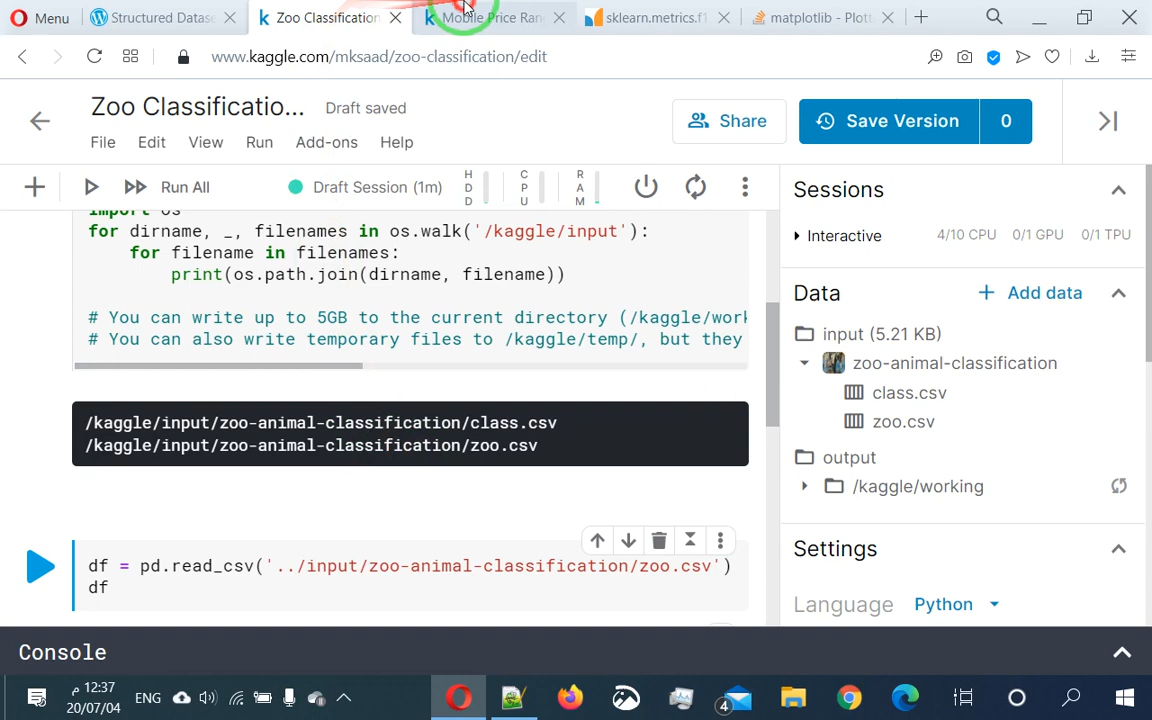 Menu
Structured Datase
Zoo Classification
Mobile Price Ran
sklearn.metrics.f1
matplotlib - Plott
www.kaggle.com/mksaad/zoo-classification/edit
Zoo Classificatio...
Draft saved
File Edit View Run Add-ons Help
Share
Save Version
0
Run All
Draft Session (1m)
HDD
CPU
RAM
import os
for dirname, _, filenames in os.walk('/kaggle/input'):
    for filename in filenames:
        print(os.path.join(dirname, filename))
# You can write up to 5GB to the current directory (/kaggle/work
# You can also write temporary files to /kaggle/temp/, but they
/kaggle/input/zoo-animal-classification/class.csv
/kaggle/input/zoo-animal-classification/zoo.csv
df = pd.read_csv('../input/zoo-animal-classification/zoo.csv')
df
Sessions
Interactive 4/10 CPU 0/1 GPU 0/1 TPU
Data
+ Add data
input (5.21 KB)
zoo-animal-classification
class.csv
zoo.csv
output
/kaggle/working
Settings
Language Python
Console
12:37 م
20/07/04
ENG
4